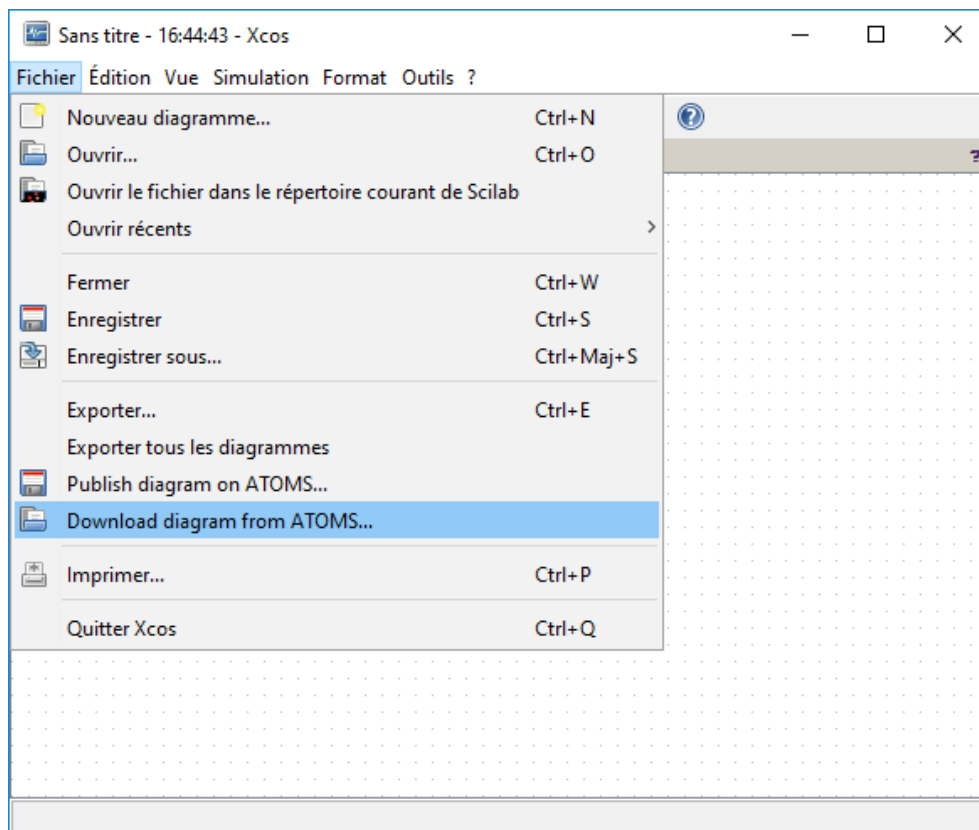 Sans titre - 16:44:43 - Xcos
Fichier Édition Vue Simulation Format Outils ?
Nouveau diagramme... Ctrl+N
Ouvrir... Ctrl+O
Ouvrir le fichier dans le répertoire courant de Scilab
Ouvrir récents
Fermer Ctrl+W
Enregistrer Ctrl+S
Enregistrer sous... Ctrl+Maj+S
Exporter... Ctrl+E
Exporter tous les diagrammes
Publish diagram on ATOMS...
Download diagram from ATOMS...
Imprimer... Ctrl+P
Quitter Xcos Ctrl+Q